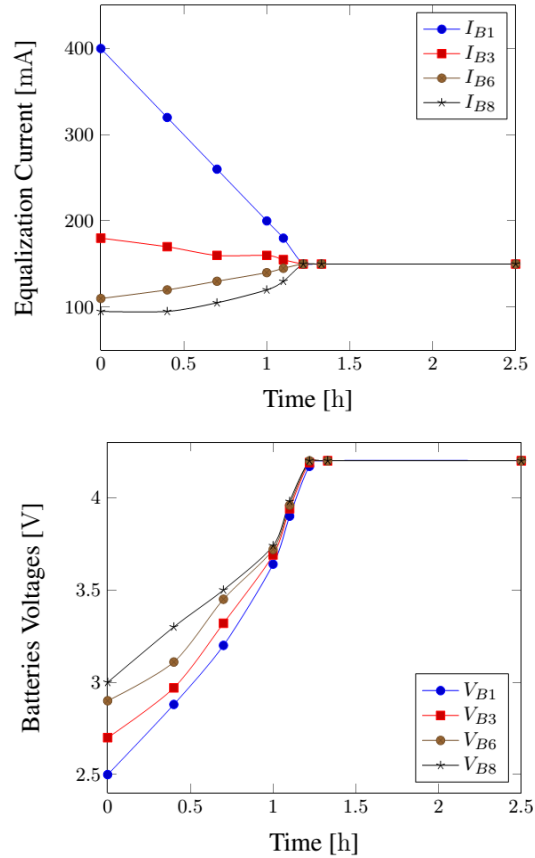 400
300
200
100
Equalization Current [mA]
I_B1
I_B3
I_B6
I_B8
0 0.5 1 1.5 2 2.5
Time [h]
4
3.5
3
2.5
Batteries Voltages [V]
V_B1
V_B3
V_B6
V_B8
0 0.5 1 1.5 2 2.5
Time [h]